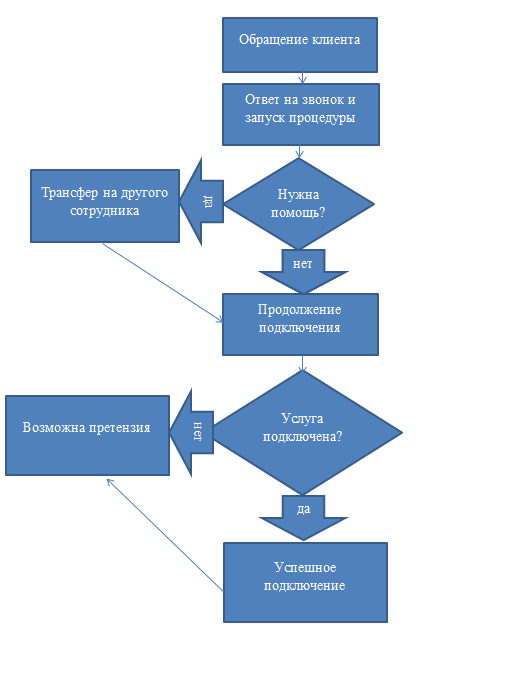 Обращение клиента
Ответ на звонок и
запуск процедуры
Нужна
помощь?
да
Трансфер на другого
сотрудника
нет
Продолжение
подключения
Услуга
подключена?
нет
Возможна претензия
да
Успешное
подключение